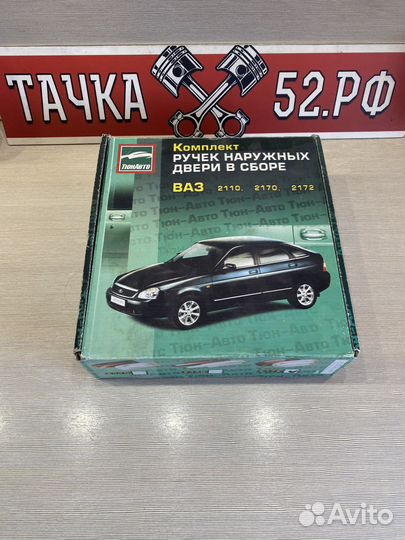 ТАЧКА 52.РФ
ТюнАвто
Комплект
РУЧЕК НАРУЖНЫХ
ДВЕРИ В СБОРЕ
ВАЗ 2110, 2170, 2172
Тюн-Авто Тюн-Авто
Avito